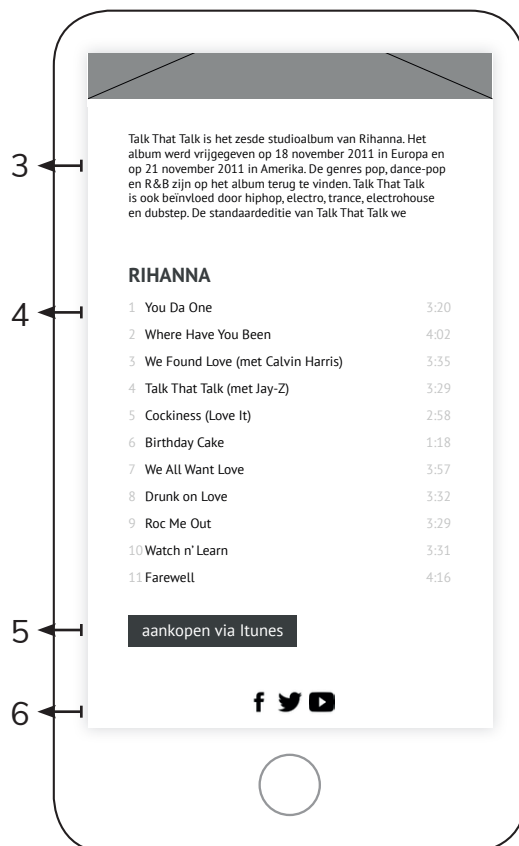 3
Talk That Talk is het zesde studioalbum van Rihanna. Het
album werd vrijgegeven op 18 november 2011 in Europa en
op 21 november 2011 in Amerika. De genres pop, dance-pop
en R&B zijn op het album terug te vinden. Talk That Talk
is ook beïnvloed door hiphop, electro, trance, electrohouse
en dubstep. De standaardeditie van Talk That Talk we
4
RIHANNA
1 You Da One 3:20
2 Where Have You Been 4:02
3 We Found Love (met Calvin Harris) 3:35
4 Talk That Talk (met Jay-Z) 3:29
5 Cockiness (Love It) 2:58
6 Birthday Cake 1:18
7 We All Want Love 3:57
8 Drunk on Love 3:32
9 Roc Me Out 3:29
10 Watch n' Learn 3:31
11 Farewell 4:16
5
aankopen via Itunes
6